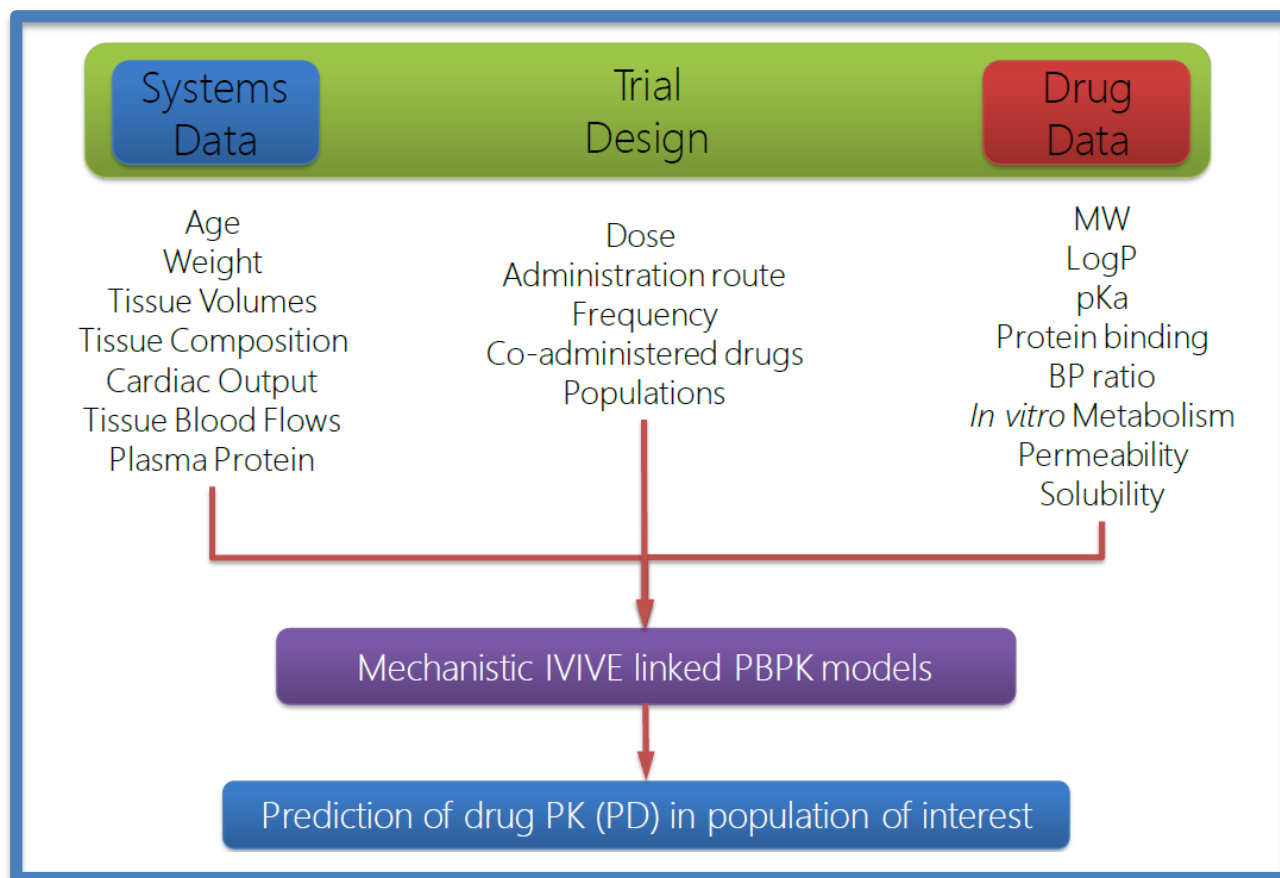 Systems
Data
Trial
Design
Drug
Data
Age
Weight
Tissue Volumes
Tissue Composition
Cardiac Output
Tissue Blood Flows
Plasma Protein
Dose
Administration route
Frequency
Co-administered drugs
Populations
MW
LogP
pKa
Protein binding
BP ratio
In vitro Metabolism
Permeability
Solubility
Mechanistic IVIVE linked PBPK models
Prediction of drug PK (PD) in population of interest